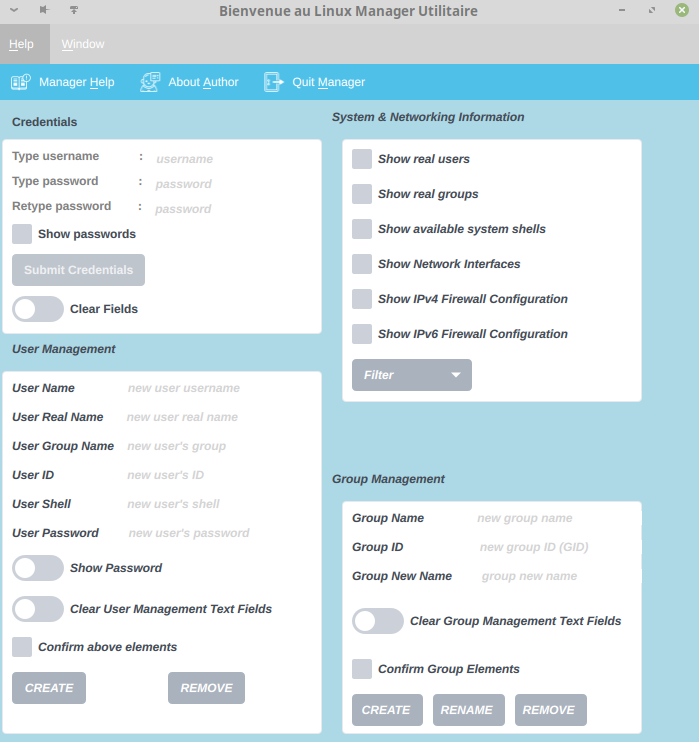 Bienvenue au Linux Manager Utilitaire
Help Window
Manager Help About Author Quit Manager
Credentials
Type username : username
Type password : password
Retype password : password
Show passwords
Submit Credentials
Clear Fields
User Management
User Name new user username
User Real Name new user real name
User Group Name new user's group
User ID new user's ID
User Shell new user's shell
User Password new user's password
Show Password
Clear User Management Text Fields
Confirm above elements
CREATE REMOVE
System & Networking Information
Show real users
Show real groups
Show available system shells
Show Network Interfaces
Show IPv4 Firewall Configuration
Show IPv6 Firewall Configuration
Filter
Group Management
Group Name new group name
Group ID new group ID (GID)
Group New Name group new name
Clear Group Management Text Fields
Confirm Group Elements
CREATE RENAME REMOVE